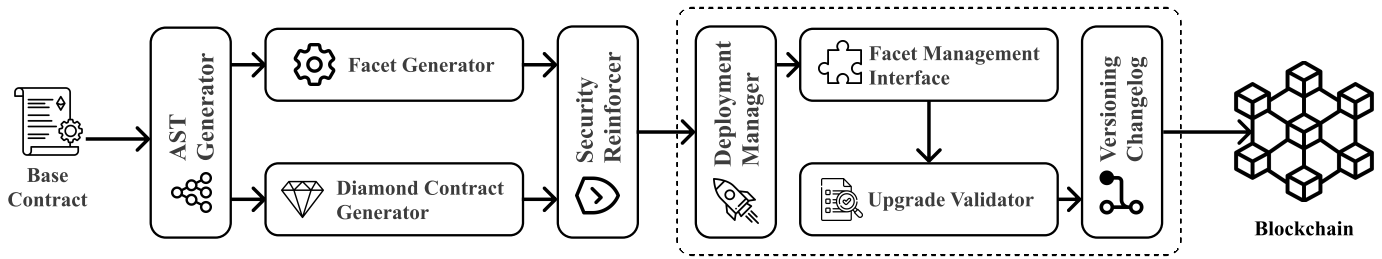 Base
Contract
AST
Generator
Facet Generator
Diamond Contract
Generator
Security
Reinforcer
Deployment
Manager
Facet Management
Interface
Upgrade Validator
Versioning
Changelog
Blockchain